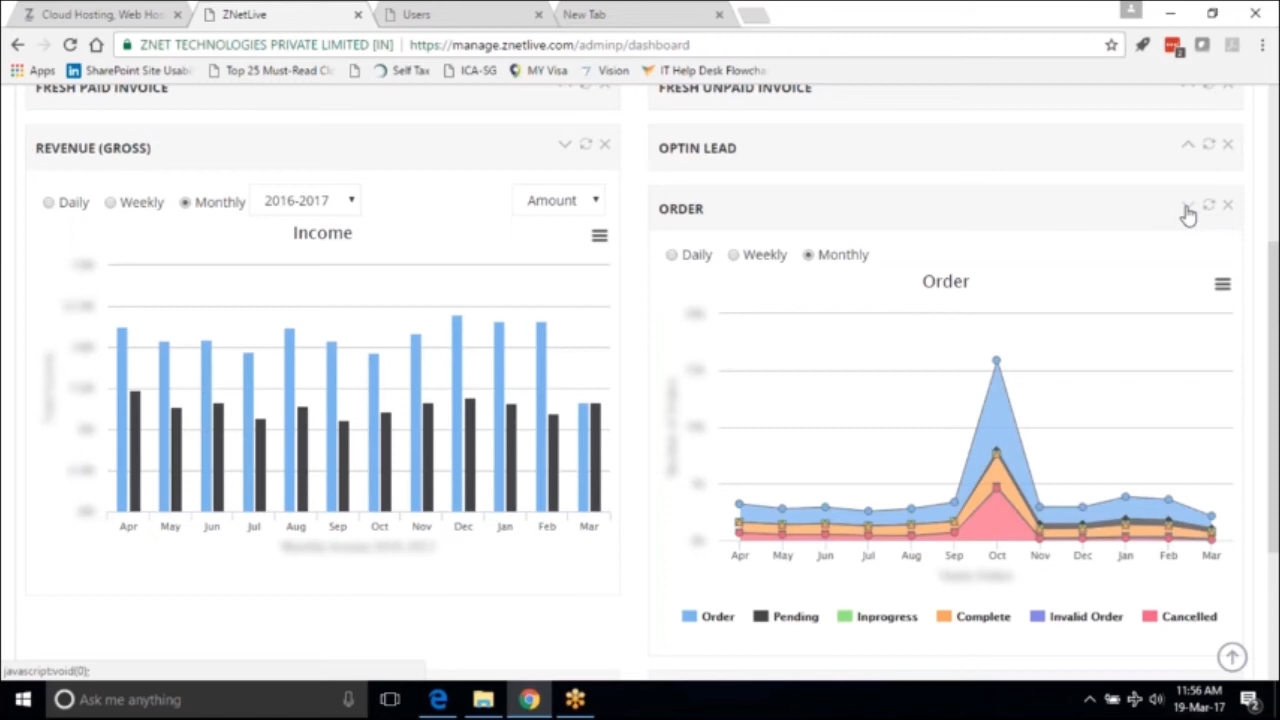 Cloud Hosting, Web Ho
ZNetLive
Users
New Tab
ZNET TECHNOLOGIES PRIVATE LIMITED [IN]
https://manage.znetlive.com/adminp/dashboard
Apps
SharePoint Site Usabi
Top 25 Must-Read Cl
Self Tax
ICA-SG
MY Visa
Vision
IT Help Desk Flowcha
FRESH PAID INVOICE
FRESH UNPAID INVOICE
REVENUE (GROSS)
OPTIN LEAD
Daily Weekly Monthly 2016-2017 Amount
Income
Apr May Jun Jul Aug Sep Oct Nov Dec Jan Feb Mar
ORDER
Daily Weekly Monthly
Order
Apr May Jun Jul Aug Sep Oct Nov Dec Jan Feb Mar
Order Pending Inprogress Complete Invalid Order Cancelled
javascript:void(0);
Ask me anything
11:56 AM
19-Mar-17
2